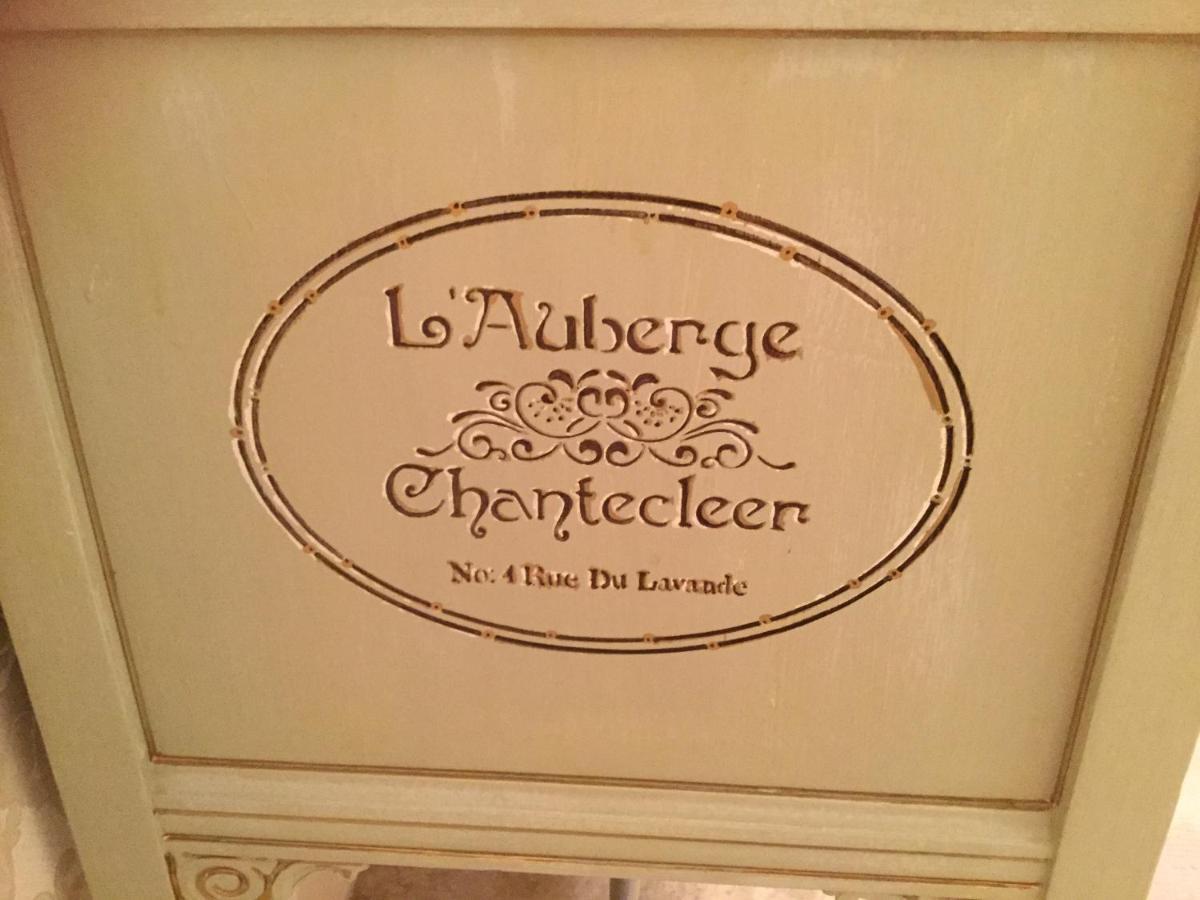 L'Auberge
Chantecleer
No: 4 Rue Du Lavande